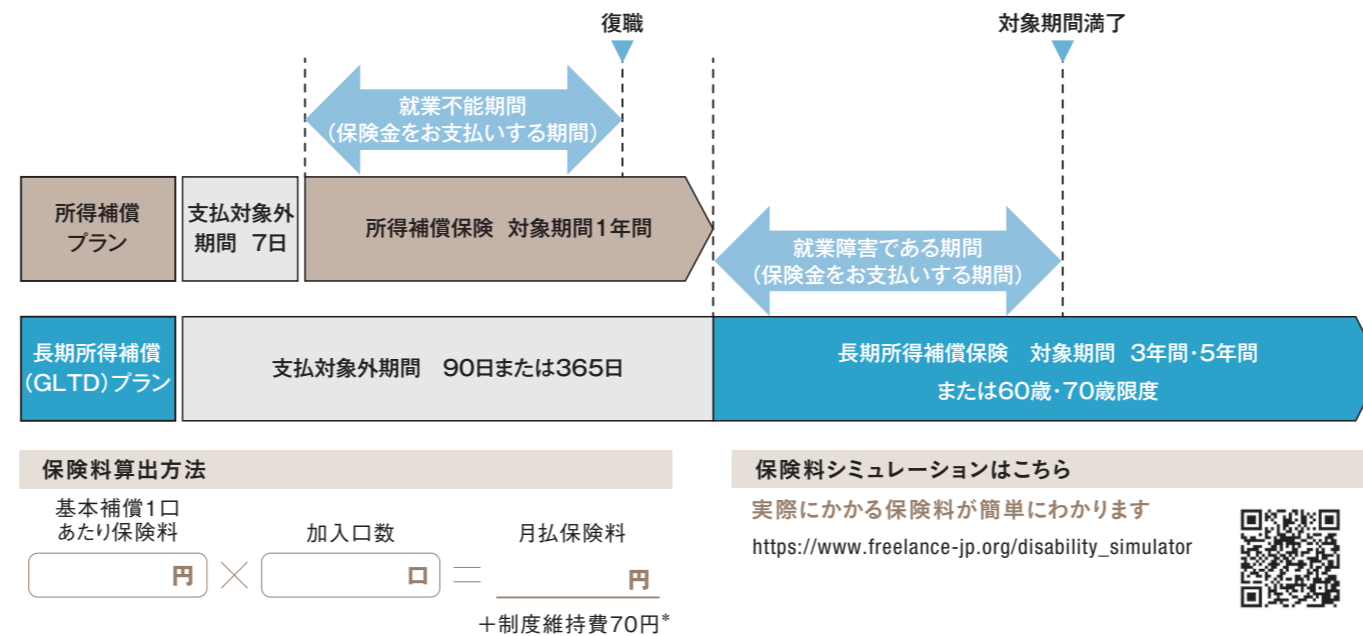 復職
対象期間満了
就業不能期間
(保険金をお支払いする期間)
所得補償
プラン
支払対象外
期間 7日
所得補償保険 対象期間1年間
就業障害である期間
(保険金をお支払いする期間)
長期所得補償
(GLTD)プラン
支払対象外期間 90日または365日
長期所得補償保険 対象期間 3年間・5年間
または60歳・70歳限度
保険料算出方法
基本補償1口
あたり保険料
加入口数
月払保険料
円 × 口 = 円
+制度維持費70円*
保険料シミュレーションはこちら
実際にかかる保険料が簡単にわかります
https://www.freelance-jp.org/disability_simulator